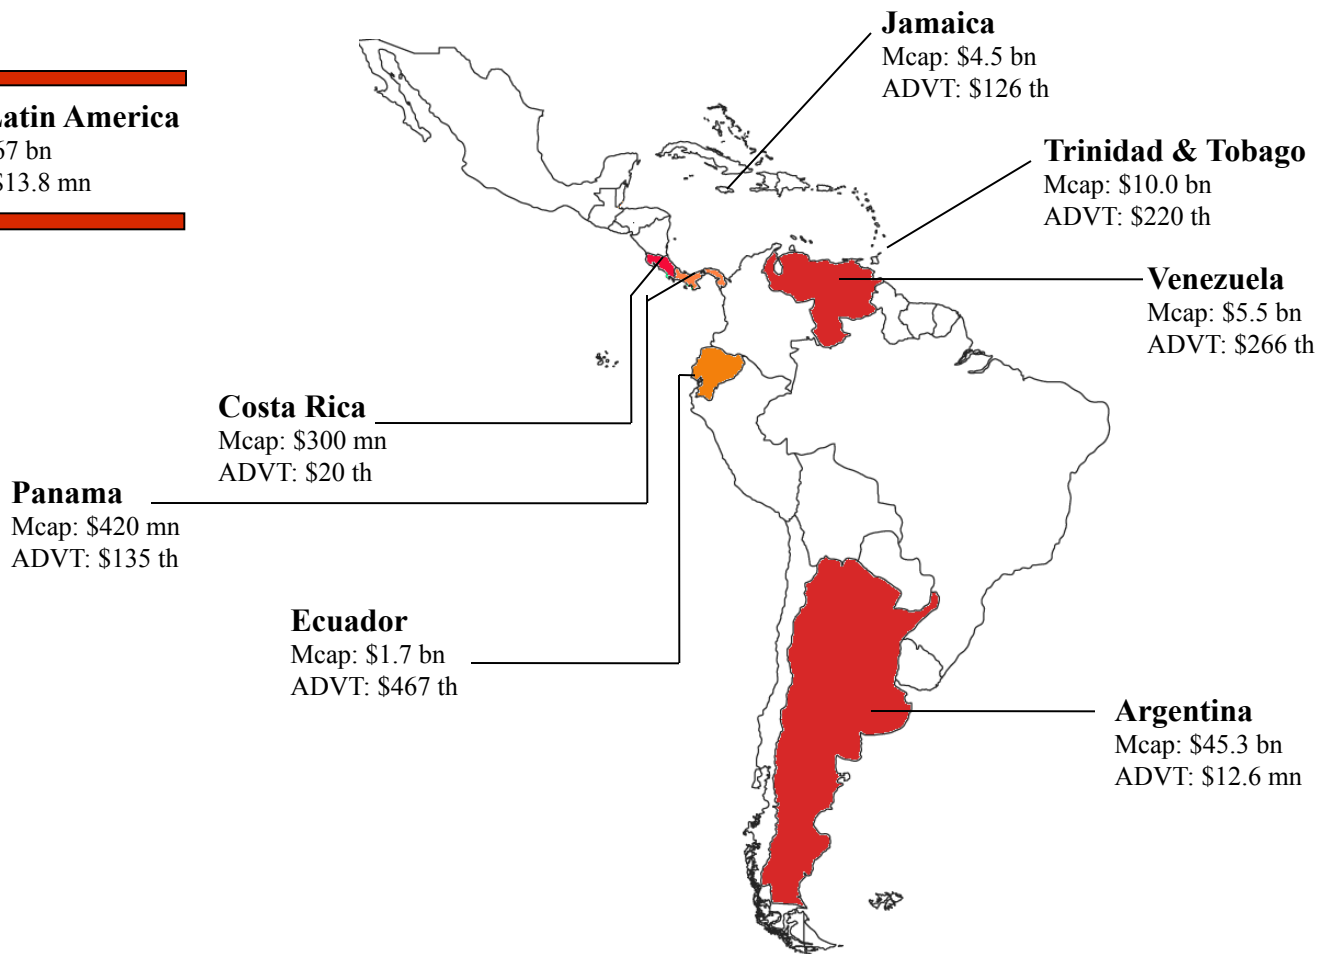 Latin America
67 bn
$13.8 mn
Jamaica
Mcap: $4.5 bn
ADVT: $126 th
Trinidad & Tobago
Mcap: $10.0 bn
ADVT: $220 th
Venezuela
Mcap: $5.5 bn
ADVT: $266 th
Costa Rica
Mcap: $300 mn
ADVT: $20 th
Panama
Mcap: $420 mn
ADVT: $135 th
Ecuador
Mcap: $1.7 bn
ADVT: $467 th
Argentina
Mcap: $45.3 bn
ADVT: $12.6 mn